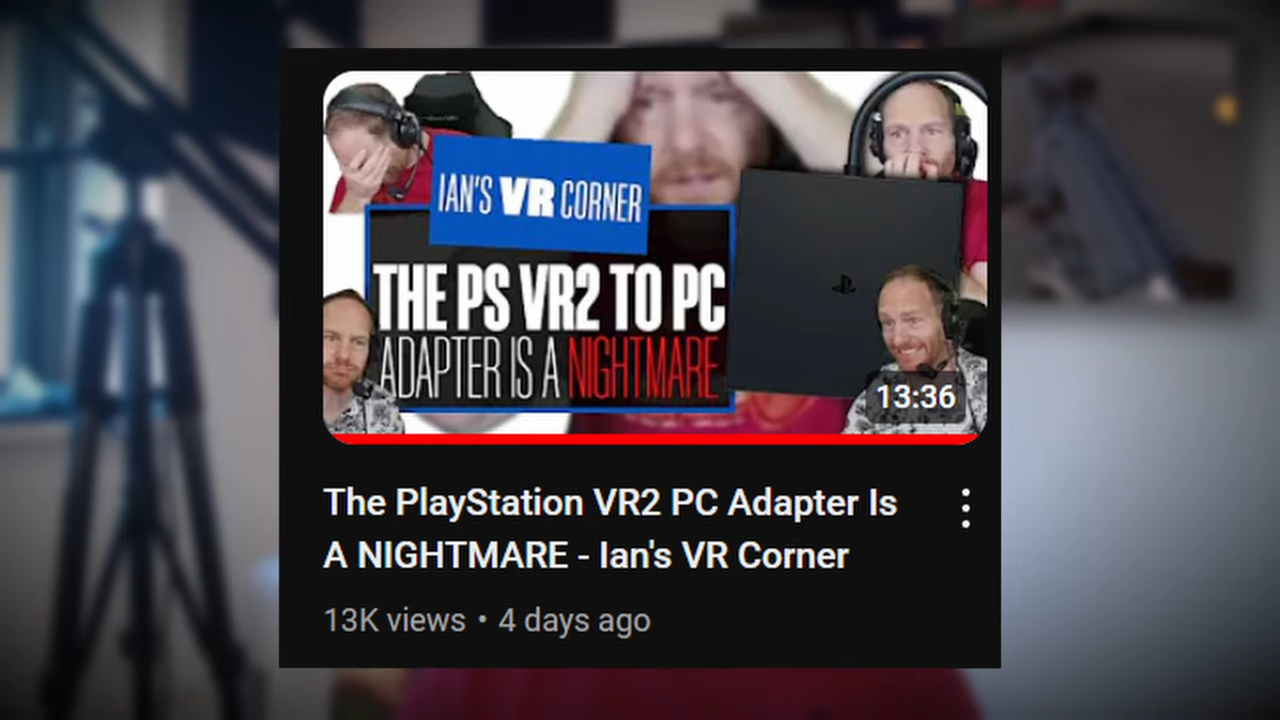 IAN'S VR CORNER
THE PS VR2 TO PC
ADAPTER IS A NIGHTMARE
13:36
The PlayStation VR2 PC Adapter Is
A NIGHTMARE - Ian's VR Corner
13K views • 4 days ago